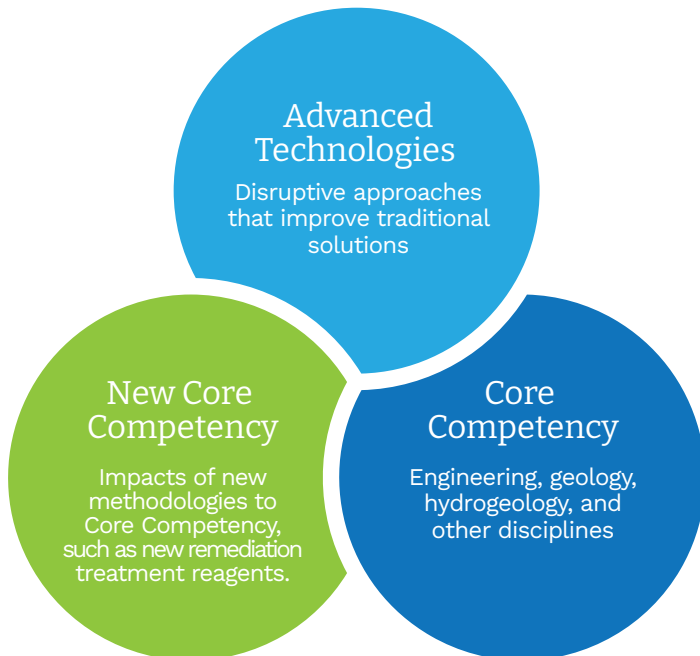 Advanced
Technologies
Disruptive approaches
that improve traditional
solutions
New Core
Competency
Impacts of new
methodologies to
Core Competency,
such as new remediation
treatment reagents.
Core
Competency
Engineering, geology,
hydrogeology, and
other disciplines